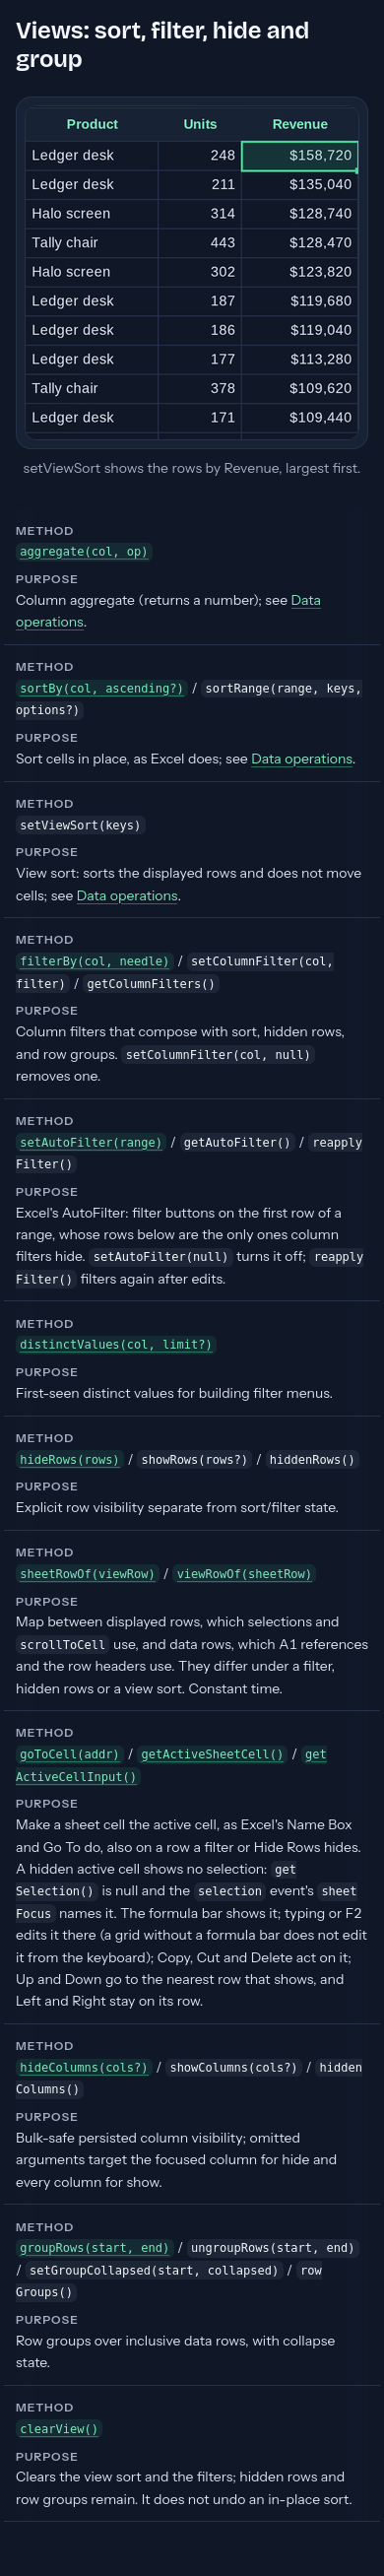 Views: sort, filter, hide and
group
Product Units Revenue
Ledger desk 248 $158,720
Ledger desk 211 $135,040
Halo screen 314 $128,740
Tally chair 443 $128,470
Halo screen 302 $123,820
Ledger desk 187 $119,680
Ledger desk 186 $119,040
Ledger desk 177 $113,280
Tally chair 378 $109,620
Ledger desk 171 $109,440
setViewSort shows the rows by Revenue, largest first.
METHOD
aggregate(col, op)
PURPOSE
Column aggregate (returns a number); see Data
operations.
METHOD
sortBy(col, ascending?) / sortRange(range, keys,
options?)
PURPOSE
Sort cells in place, as Excel does; see Data operations.
METHOD
setViewSort(keys)
PURPOSE
View sort: sorts the displayed rows and does not move
cells; see Data operations.
METHOD
filterBy(col, needle) / setColumnFilter(col,
filter) / getColumnFilters()
PURPOSE
Column filters that compose with sort, hidden rows,
and row groups. setColumnFilter(col, null)
removes one.
METHOD
setAutoFilter(range) / getAutoFilter() / reapply
Filter()
PURPOSE
Excel's AutoFilter: filter buttons on the first row of a
range, whose rows below are the only ones column
filters hide. setAutoFilter(null) turns it off; reapply
Filter() filters again after edits.
METHOD
distinctValues(col, limit?)
PURPOSE
First-seen distinct values for building filter menus.
METHOD
hideRows(rows) / showRows(rows?) / hiddenRows()
PURPOSE
Explicit row visibility separate from sort/filter state.
METHOD
sheetRowOf(viewRow) / viewRowOf(sheetRow)
PURPOSE
Map between displayed rows, which selections and
scrollToCell use, and data rows, which A1 references
and the row headers use. They differ under a filter,
hidden rows or a view sort. Constant time.
METHOD
goToCell(addr) / getActiveSheetCell() / get
ActiveCellInput()
PURPOSE
Make a sheet cell the active cell, as Excel's Name Box
and Go To do, also on a row a filter or Hide Rows hides.
A hidden active cell shows no selection: get
Selection() is null and the selection event's sheet
Focus names it. The formula bar shows it; typing or F2
edits it there (a grid without a formula bar does not edit
it from the keyboard); Copy, Cut and Delete act on it;
Up and Down go to the nearest row that shows, and
Left and Right stay on its row.
METHOD
hideColumns(cols?) / showColumns(cols?) / hidden
Columns()
PURPOSE
Bulk-safe persisted column visibility; omitted
arguments target the focused column for hide and
every column for show.
METHOD
groupRows(start, end) / ungroupRows(start, end)
/ setGroupCollapsed(start, collapsed) / row
Groups()
PURPOSE
Row groups over inclusive data rows, with collapse
state.
METHOD
clearView()
PURPOSE
Clears the view sort and the filters; hidden rows and
row groups remain. It does not undo an in-place sort.